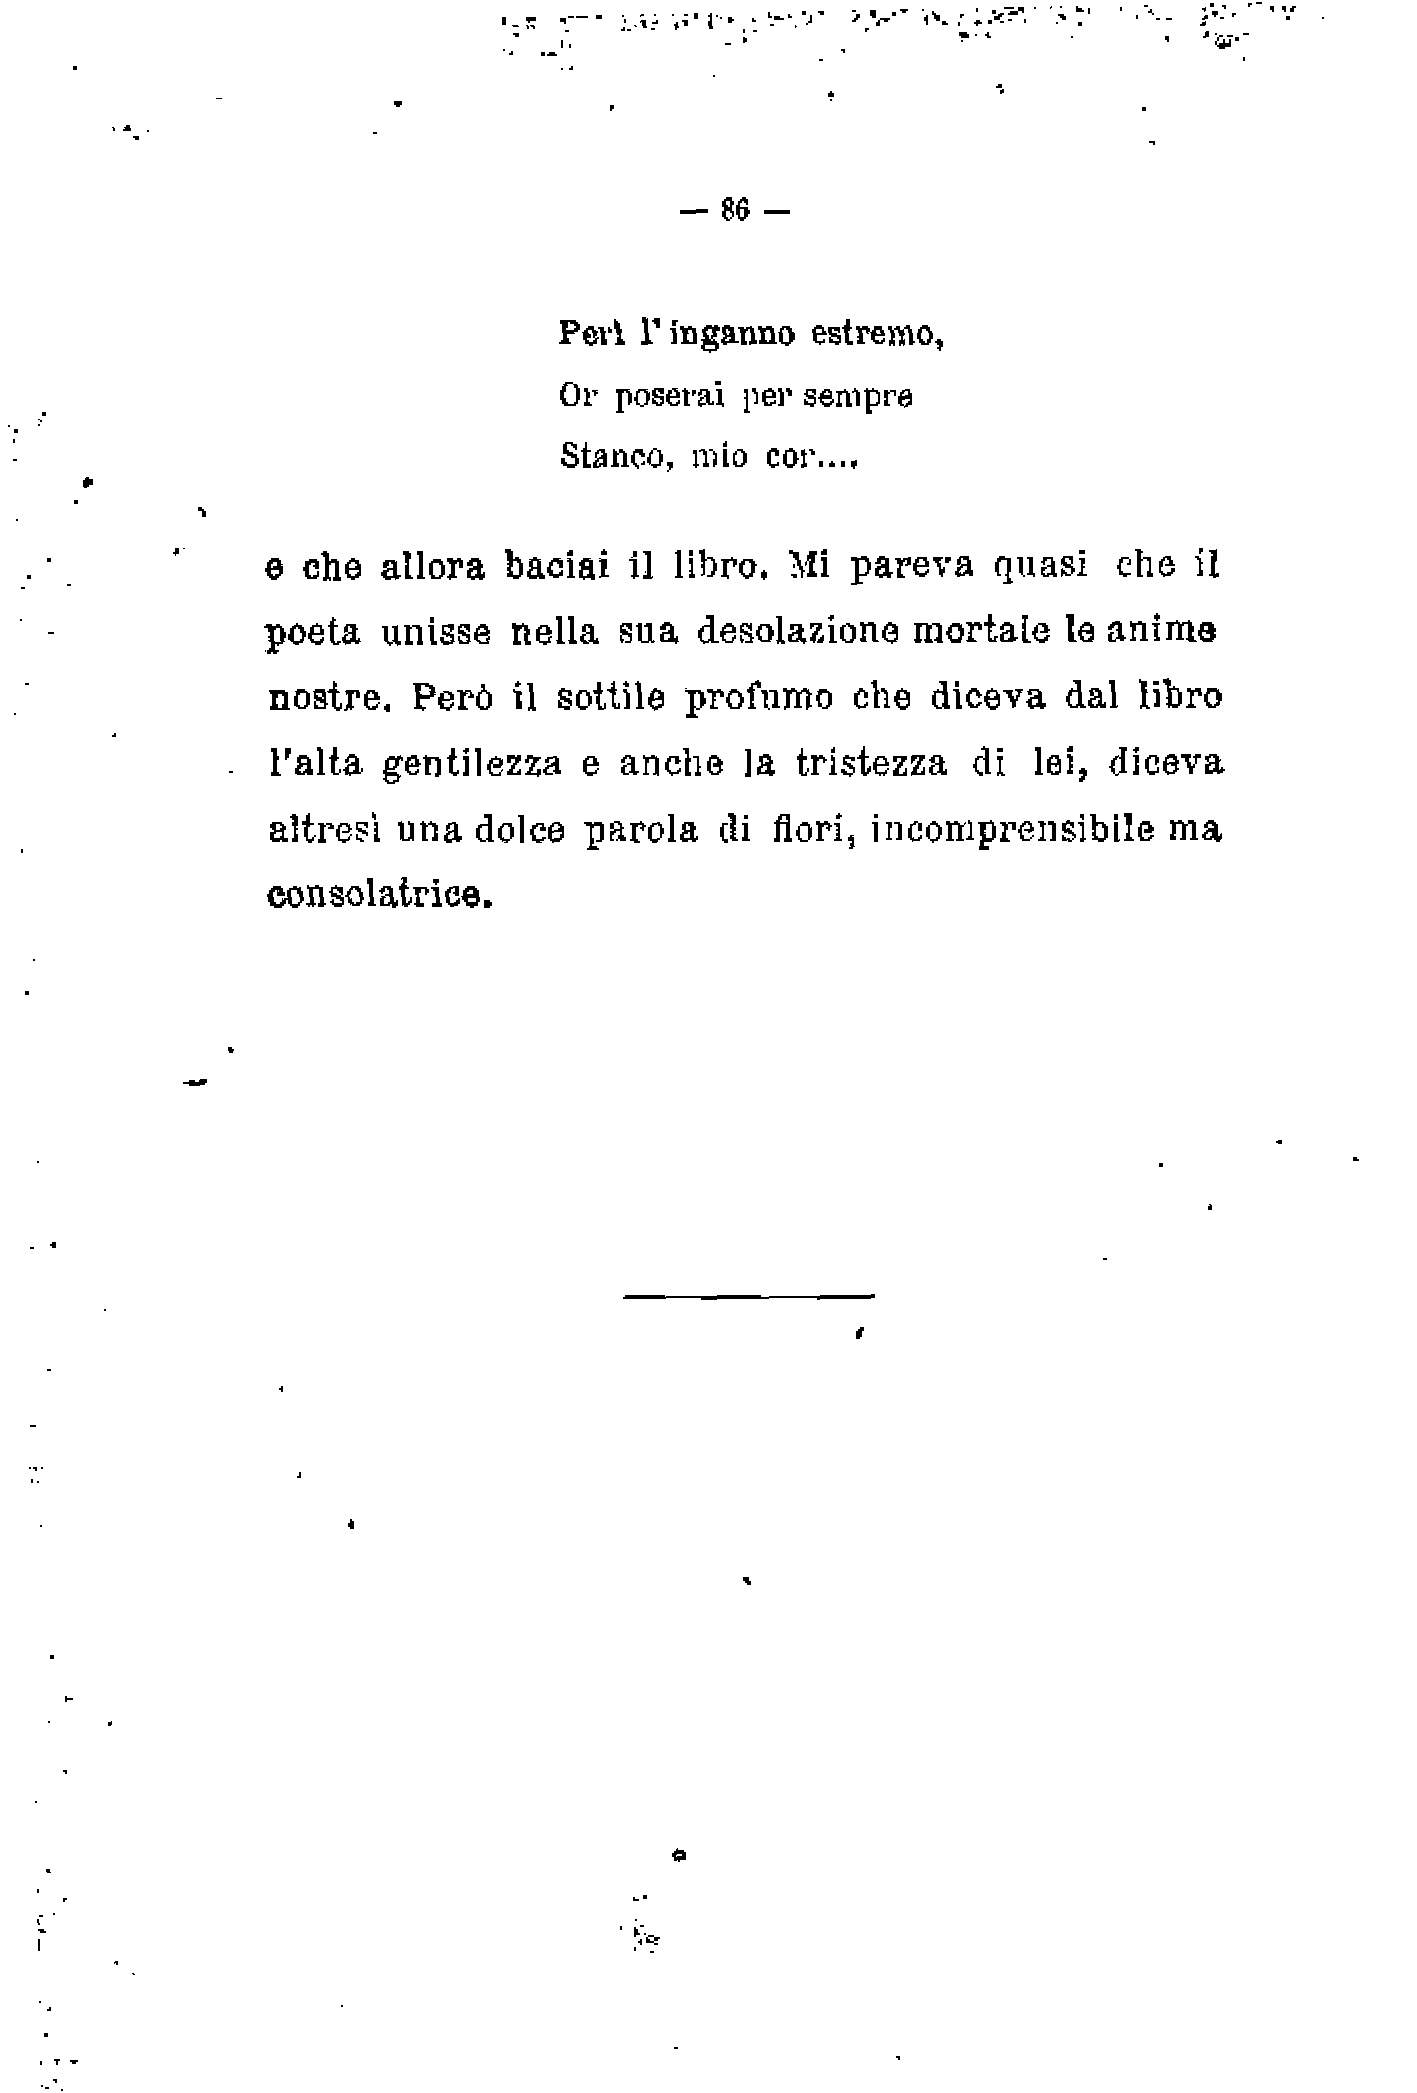 — 86 —
Perì l'inganno estremo,
Or poserai per sempre
Stanco, mio cor....
e che allora baciai il libro. Mi pareva quasi che il
poeta unisse nella sua desolazione mortale le anime
nostre. Però il sottile profumo che diceva dal libro
l'alta gentilezza e anche la tristezza di lei, diceva
altresì una dolce parola di fiori, incomprensibile ma
consolatrice.